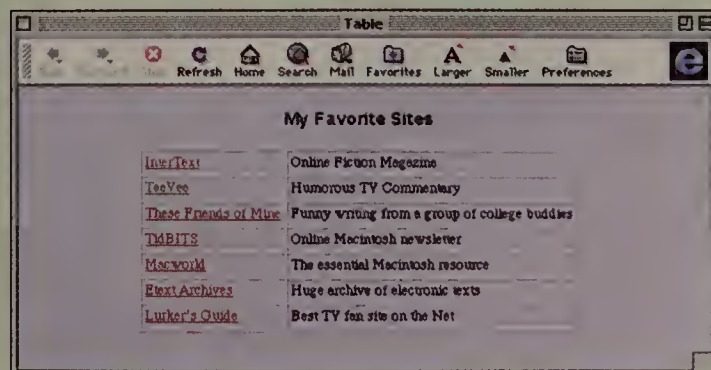 Table
Refresh Home Search Mail Favorites Larger Smaller Preferences
My Favorite Sites
InterText Online Fiction Magazine
TeeVee Humorous TV Commentary
These Friends of Mine Funny writing from a group of college buddies
TidBITS Online Macintosh newsletter
Macworld The essential Macintosh resource
Etext Archives Huge archive of electronic texts
Lurker's Guide Best TV fan site on the Net